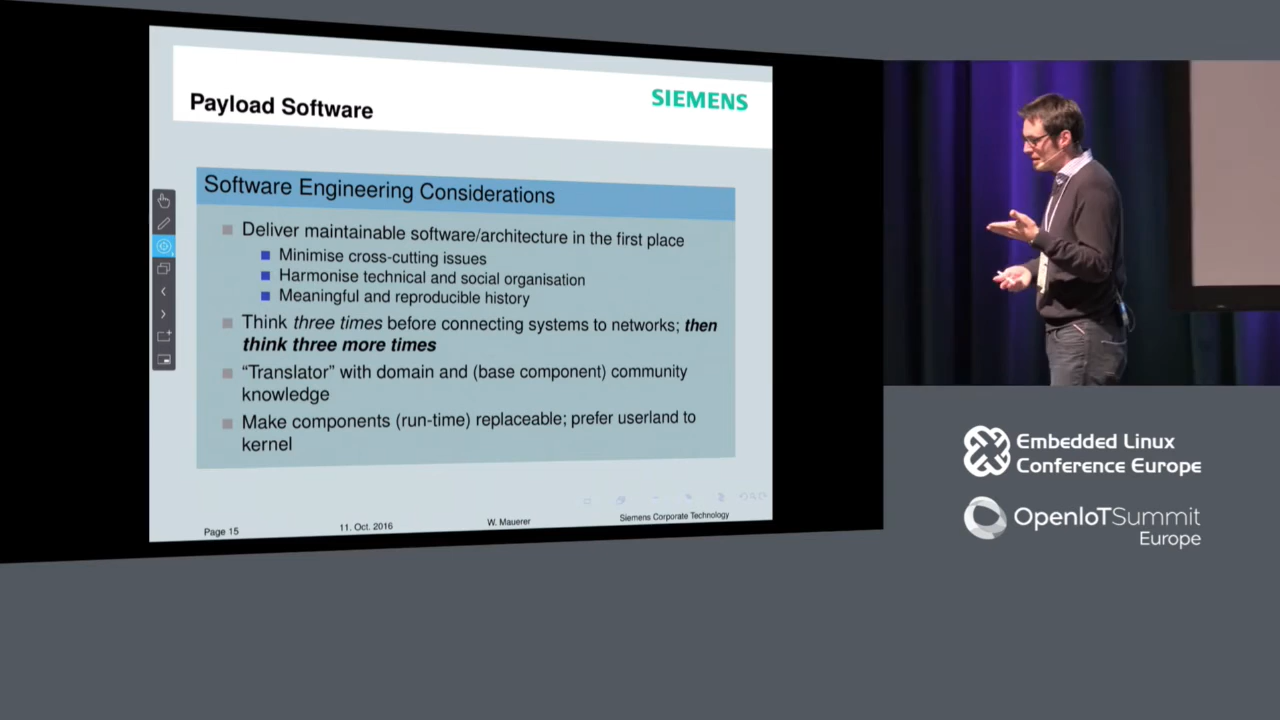 Payload Software
SIEMENS
Software Engineering Considerations
Deliver maintainable software/architecture in the first place
Minimise cross-cutting issues
Harmonise technical and social organisation
Meaningful and reproducible history
Think three times before connecting systems to networks; then
think three more times
“Translator” with domain and (base component) community
knowledge
Make components (run-time) replaceable; prefer userland to
kernel
Page 15
11. Oct. 2016
W. Mauerer
Siemens Corporate Technology
Embedded Linux
Conference Europe
OpenIoTSummit
Europe